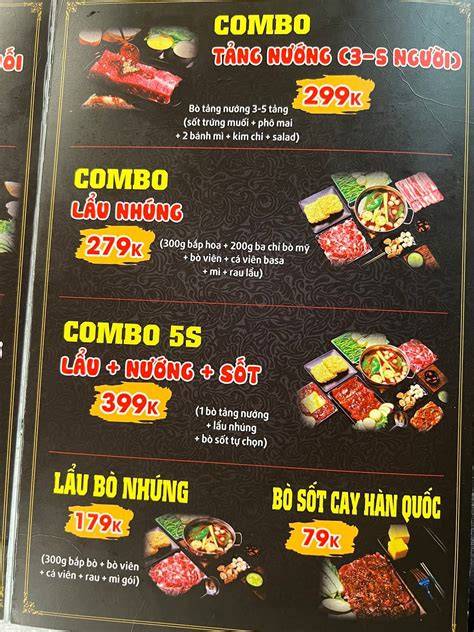 ỐI
COMBO
TẢNG NƯỚNG (3-5 NGƯỜI)
299K
Bò tảng nướng 3-5 tảng
(sốt trứng muối + phô mai
+ 2 bánh mì + kim chi + salad)
COMBO
LẨU NHÚNG
279K
(300g bắp hoa + 200g ba chỉ bò mỹ
+ bò viên + cá viên basa
+ mì + rau lẩu)
COMBO 5S
LẨU + NƯỚNG + SỐT
399K
(1 bò tảng nướng
+ lẩu nhúng
+ bò sốt tự chọn)
LẨU BÒ NHÚNG
179K
(300g bắp bò + bò viên
+ cá viên + rau + mì gói)
BÒ SỐT CAY HÀN QUỐC
79K